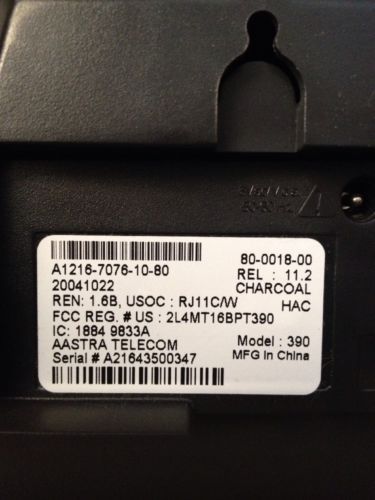 A1216-7076-10-80 80-0018-00
20041022 REL : 11.2
REN: 1.6B, USOC : RJ11C/W CHARCOAL
FCC REG. # US : 2L4MT16BPT390 HAC
IC: 1884 9833A
AASTRA TELECOM Model : 390
Serial # A21643500347 MFG In China